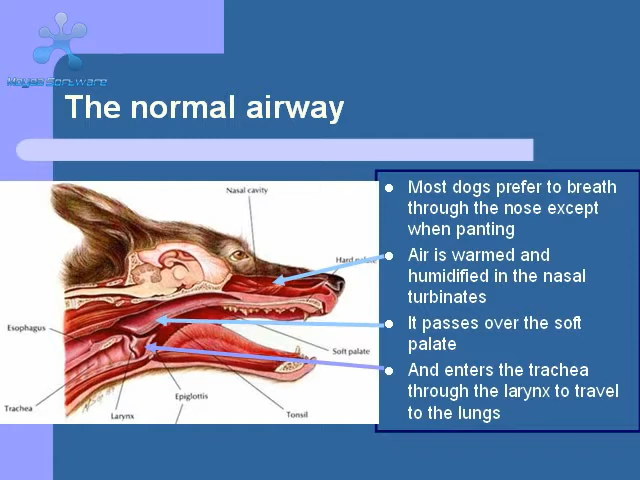 Moyea Software
The normal airway
Nasal cavity
Hard palate
Esophagus
Soft palate
Trachea
Larynx
Epiglottis
Tonsil
Most dogs prefer to breath
through the nose except
when panting
Air is warmed and
humidified in the nasal
turbinates
It passes over the soft
palate
And enters the trachea
through the larynx to travel
to the lungs